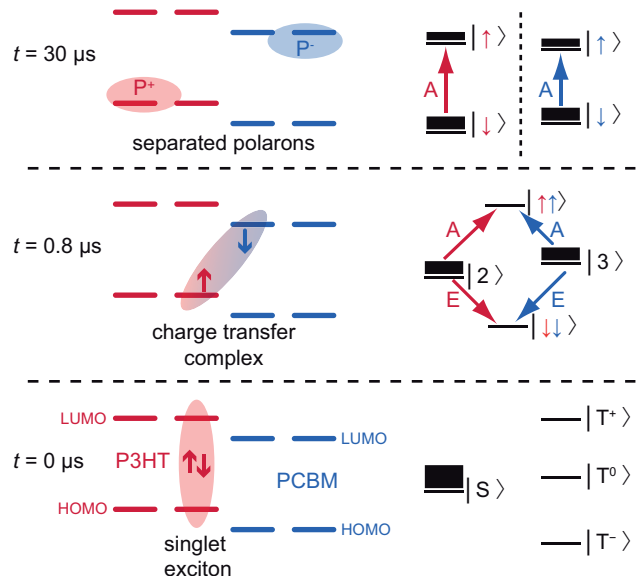 t = 30 μs
P⁺
P⁻
separated polarons
A
|↑⟩
|↓⟩
A
|↑⟩
|↓⟩
t = 0.8 μs
charge transfer
complex
|↑↑⟩
A
A
|2⟩
|3⟩
E
E
|↓↓⟩
LUMO
LUMO
t = 0 μs
P3HT
PCBM
HOMO
HOMO
singlet
exciton
|S⟩
|T⁺⟩
|T⁰⟩
|T⁻⟩